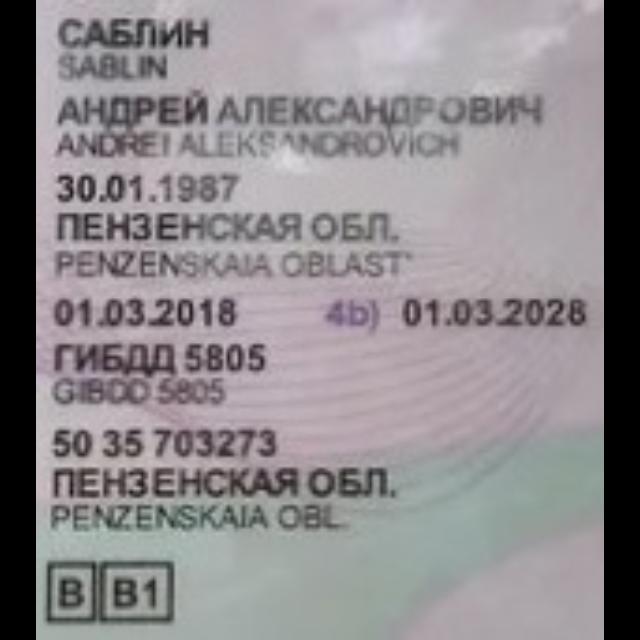 САБЛИН
SABLIN
АНДРЕЙ АЛЕКСАНДРОВИЧ
ANDREI ALEKSANDROVICH
30.01.1987
ПЕНЗЕНСКАЯ ОБЛ.
PENZENSKAIA OBLAST'
01.03.2018 4b) 01.03.2028
ГИБДД 5805
GIBDD 5805
50 35 703273
ПЕНЗЕНСКАЯ ОБЛ.
PENZENSKAIA OBL.
B B1